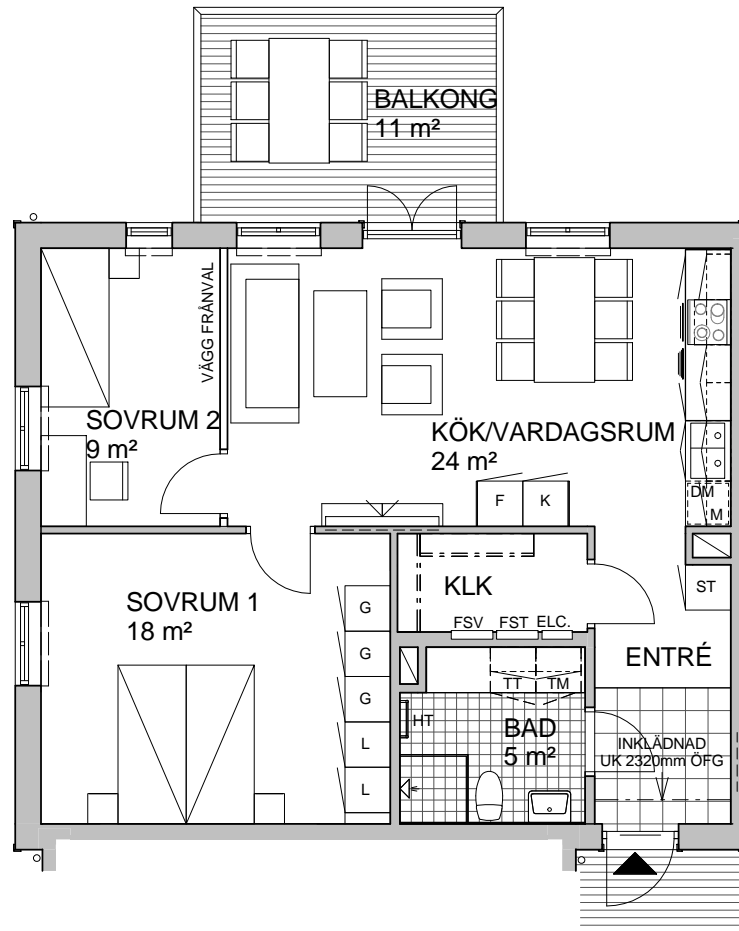 BALKONG
11 m²
VÄGG FRÅNVAL
SOVRUM 2
9 m²
KÖK/VARDAGSRUM
24 m²
F
K
DM
M
SOVRUM 1
18 m²
G
G
G
L
L
KLK
FSV
FST
ELC.
ST
ENTRÉ
TT
TM
HT
BAD
5 m²
INKLÄDNAD
UK 2320mm ÖFG